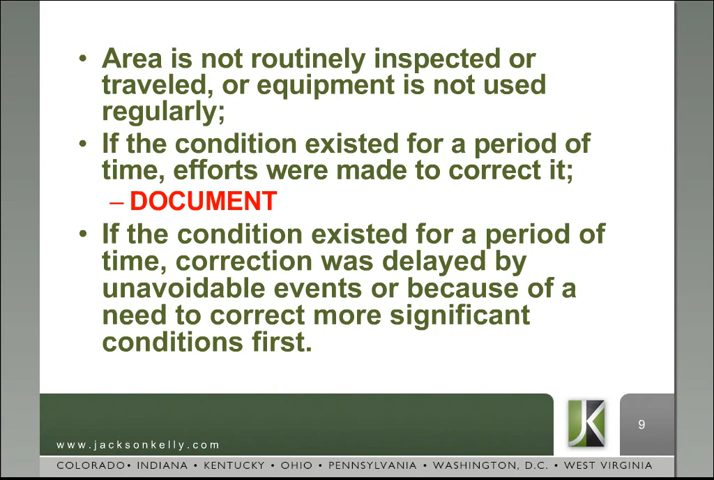 • Area is not routinely inspected or
traveled, or equipment is not used
regularly;
• If the condition existed for a period of
time, efforts were made to correct it;
– DOCUMENT
• If the condition existed for a period of
time, correction was delayed by
unavoidable events or because of a
need to correct more significant
conditions first.
JK
9
www.jacksonkelly.com
COLORADO • INDIANA • KENTUCKY • OHIO • PENNSYLVANIA • WASHINGTON, D.C. • WEST VIRGINIA